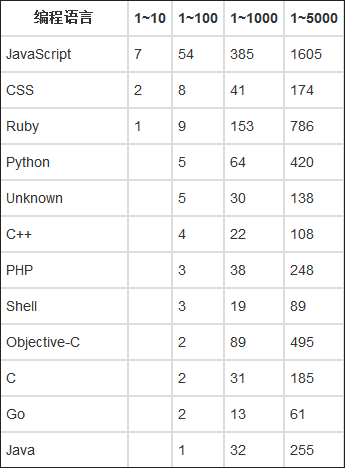 编程语言 1~10 1~100 1~1000 1~5000
JavaScript 7 54 385 1605
CSS 2 8 41 174
Ruby 1 9 153 786
Python 5 64 420
Unknown 5 30 138
C++ 4 22 108
PHP 3 38 248
Shell 3 19 89
Objective-C 2 89 495
C 2 31 185
Go 2 13 61
Java 1 32 255